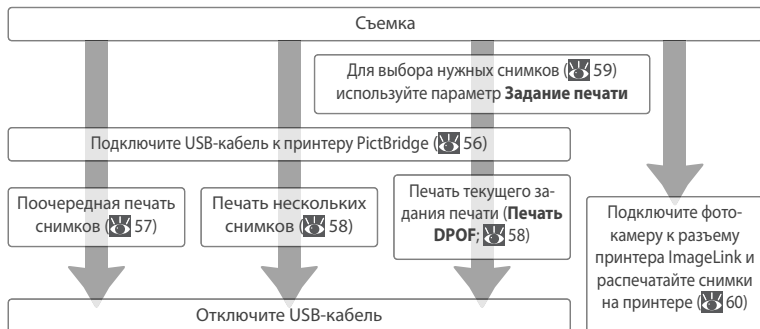 Съемка
Для выбора нужных снимков (59)
используйте параметр Задание печати
Подключите USB-кабель к принтеру PictBridge (56)
Поочередная печать
снимков (57)
Печать нескольких
снимков (58)
Печать текущего за-
дания печати (Печать
DPOF; 58)
Подключите фото-
камеру к разъему
принтера ImageLink и
распечатайте снимки
на принтере (60)
Отключите USB-кабель